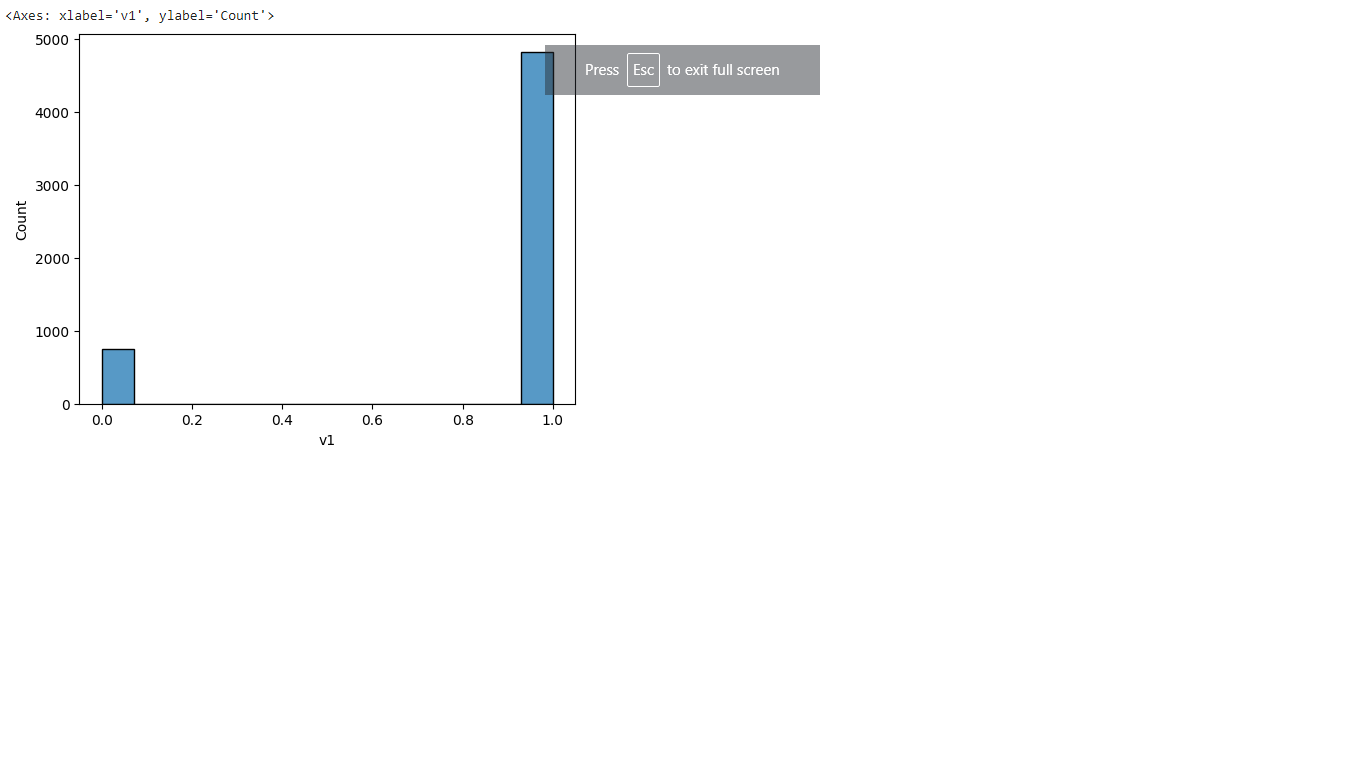 <Axes: xlabel='v1', ylabel='Count'>
Press Esc to exit full screen
5000
4000
3000
2000
1000
0
Count
0.0 0.2 0.4 0.6 0.8 1.0
v1